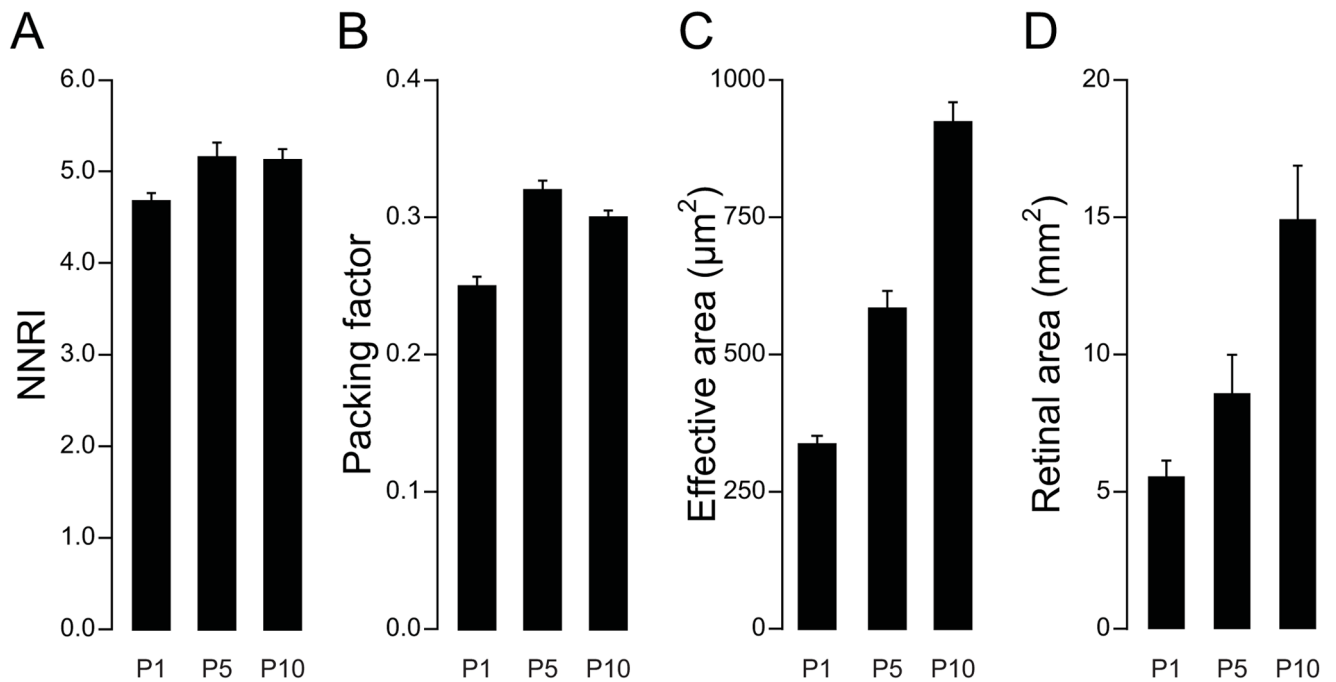 A
NNRI
6.0
5.0
4.0
3.0
2.0
1.0
0.0
P1 P5 P10
B
Packing factor
0.4
0.3
0.2
0.1
0.0
P1 P5 P10
C
Effective area (µm²)
1000
750
500
250
0
P1 P5 P10
D
Retinal area (mm²)
20
15
10
5
0
P1 P5 P10